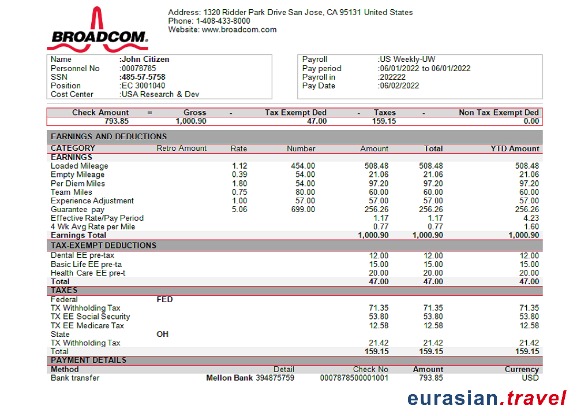 BROADCOM.
Address: 1320 Ridder Park Drive San Jose, CA 95131 United States
Phone: 1-408-433-8000
Website: www.broadcom.com
Name :John Citizen
Personnel No :00078785
SSN :485-57-5758
Position :EC 3001040
Cost Center :USA Research & Dev
Payroll :US Weekly-UW
Pay period :06/01/2022 to 06/01/2022
Payroll in :202222
Pay Date :06/02/2022
Check Amount = Gross - Tax Exempt Ded - Taxes - Non Tax Exempt Ded
793.85 1,000.90 47.00 159.15 0.00
EARNINGS AND DEDUCTIONS
CATEGORY Retro Amount Rate Number Amount Total YTD Amount
EARNINGS
Loaded Mileage 1.12 454.00 508.48 508.48 508.48
Empty Mileage 0.39 54.00 21.06 21.06 21.06
Per Diem Miles 1.80 54.00 97.20 97.20 97.20
Team Miles 0.75 80.00 60.00 60.00 60.00
Experience Adjustment 1.00 57.00 57.00 57.00 57.00
Guarantee pay 5.06 699.00 256.26 256.26 256.26
Effective Rate/Pay Period 1.17 1.17 4.23
4 Wk Avg Rate per Mile 0.77 0.77 1.60
Earnings Total 1,000.90 1,000.90 1,000.90
TAX-EXEMPT DEDUCTIONS
Dental EE pre-tax 12.00 12.00 12.00
Basic Life EE pre-ta 15.00 15.00 15.00
Health Care EE pre-t 20.00 20.00 20.00
Total 47.00 47.00 47.00
TAXES
Federal FED
TX Withholding Tax 71.35 71.35 71.35
TX EE Social Security 53.80 53.80 53.80
TX EE Medicare Tax 12.58 12.58 12.58
State OH
TX Withholding Tax 21.42 21.42 21.42
Total 159.15 159.15 159.15
PAYMENT DETAILS
Method Detail Check No Amount Currency
Bank transfer Mellon Bank 394875759 0007878500001001 793.85 USD
eurasian.travel